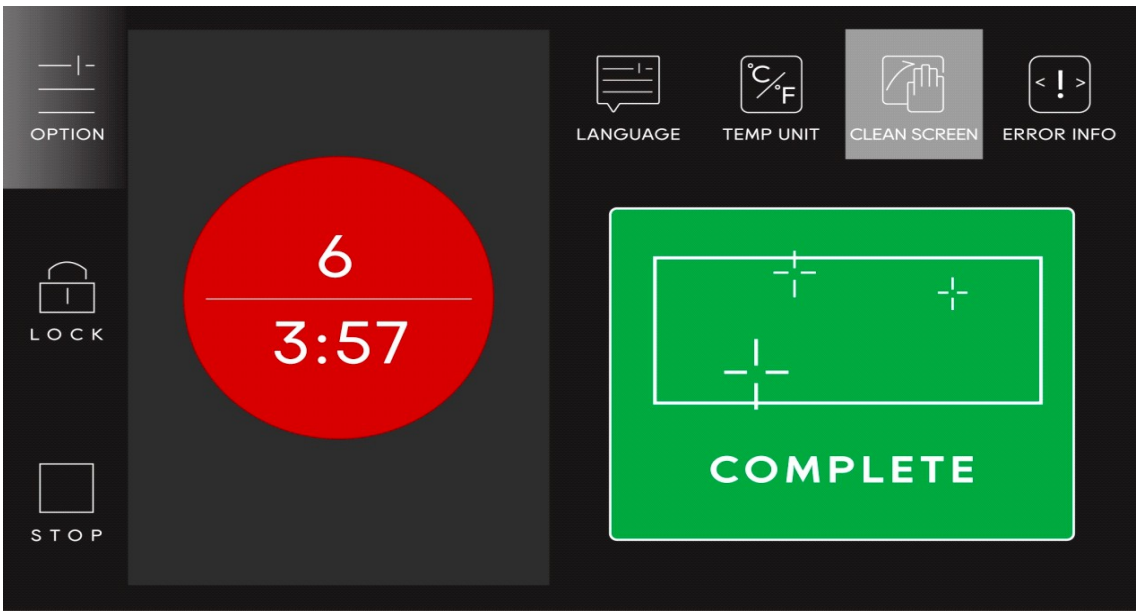 OPTION
LOCK
STOP
6
3:57
LANGUAGE
TEMP UNIT
CLEAN SCREEN
ERROR INFO
°C/°F
< ! >
COMPLETE